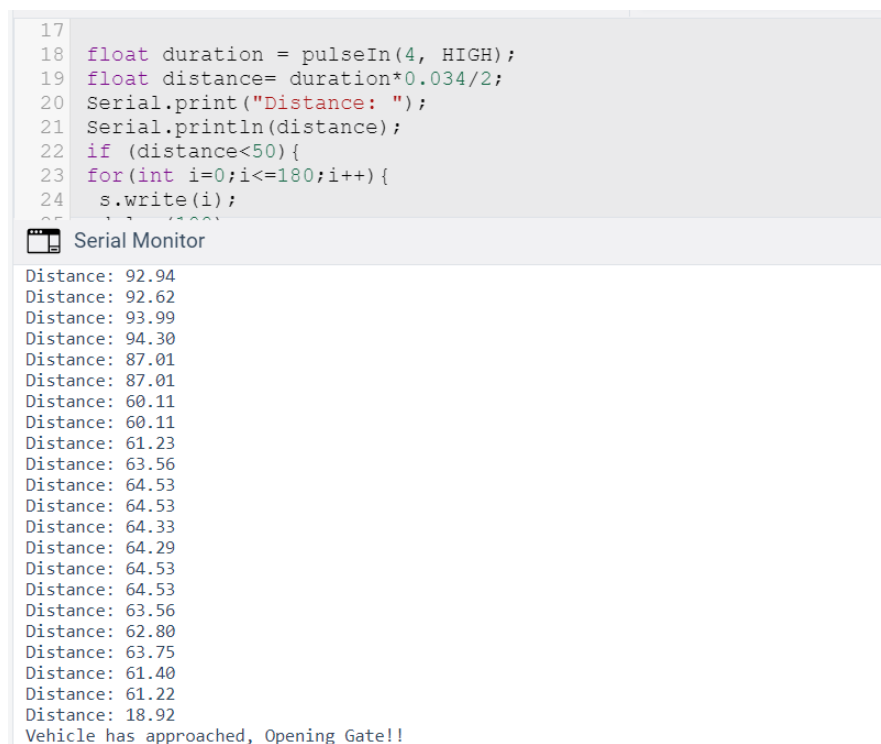 17
18 float duration = pulseIn(4, HIGH);
19 float distance= duration*0.034/2;
20 Serial.print("Distance: ");
21 Serial.println(distance);
22 if (distance<50){
23 for(int i=0;i<=180;i++){
24 s.write(i);
Serial Monitor
Distance: 92.94
Distance: 92.62
Distance: 93.99
Distance: 94.30
Distance: 87.01
Distance: 87.01
Distance: 60.11
Distance: 60.11
Distance: 61.23
Distance: 63.56
Distance: 64.53
Distance: 64.53
Distance: 64.33
Distance: 64.29
Distance: 64.53
Distance: 64.53
Distance: 63.56
Distance: 62.80
Distance: 63.75
Distance: 61.40
Distance: 61.22
Distance: 18.92
Vehicle has approached, Opening Gate!!